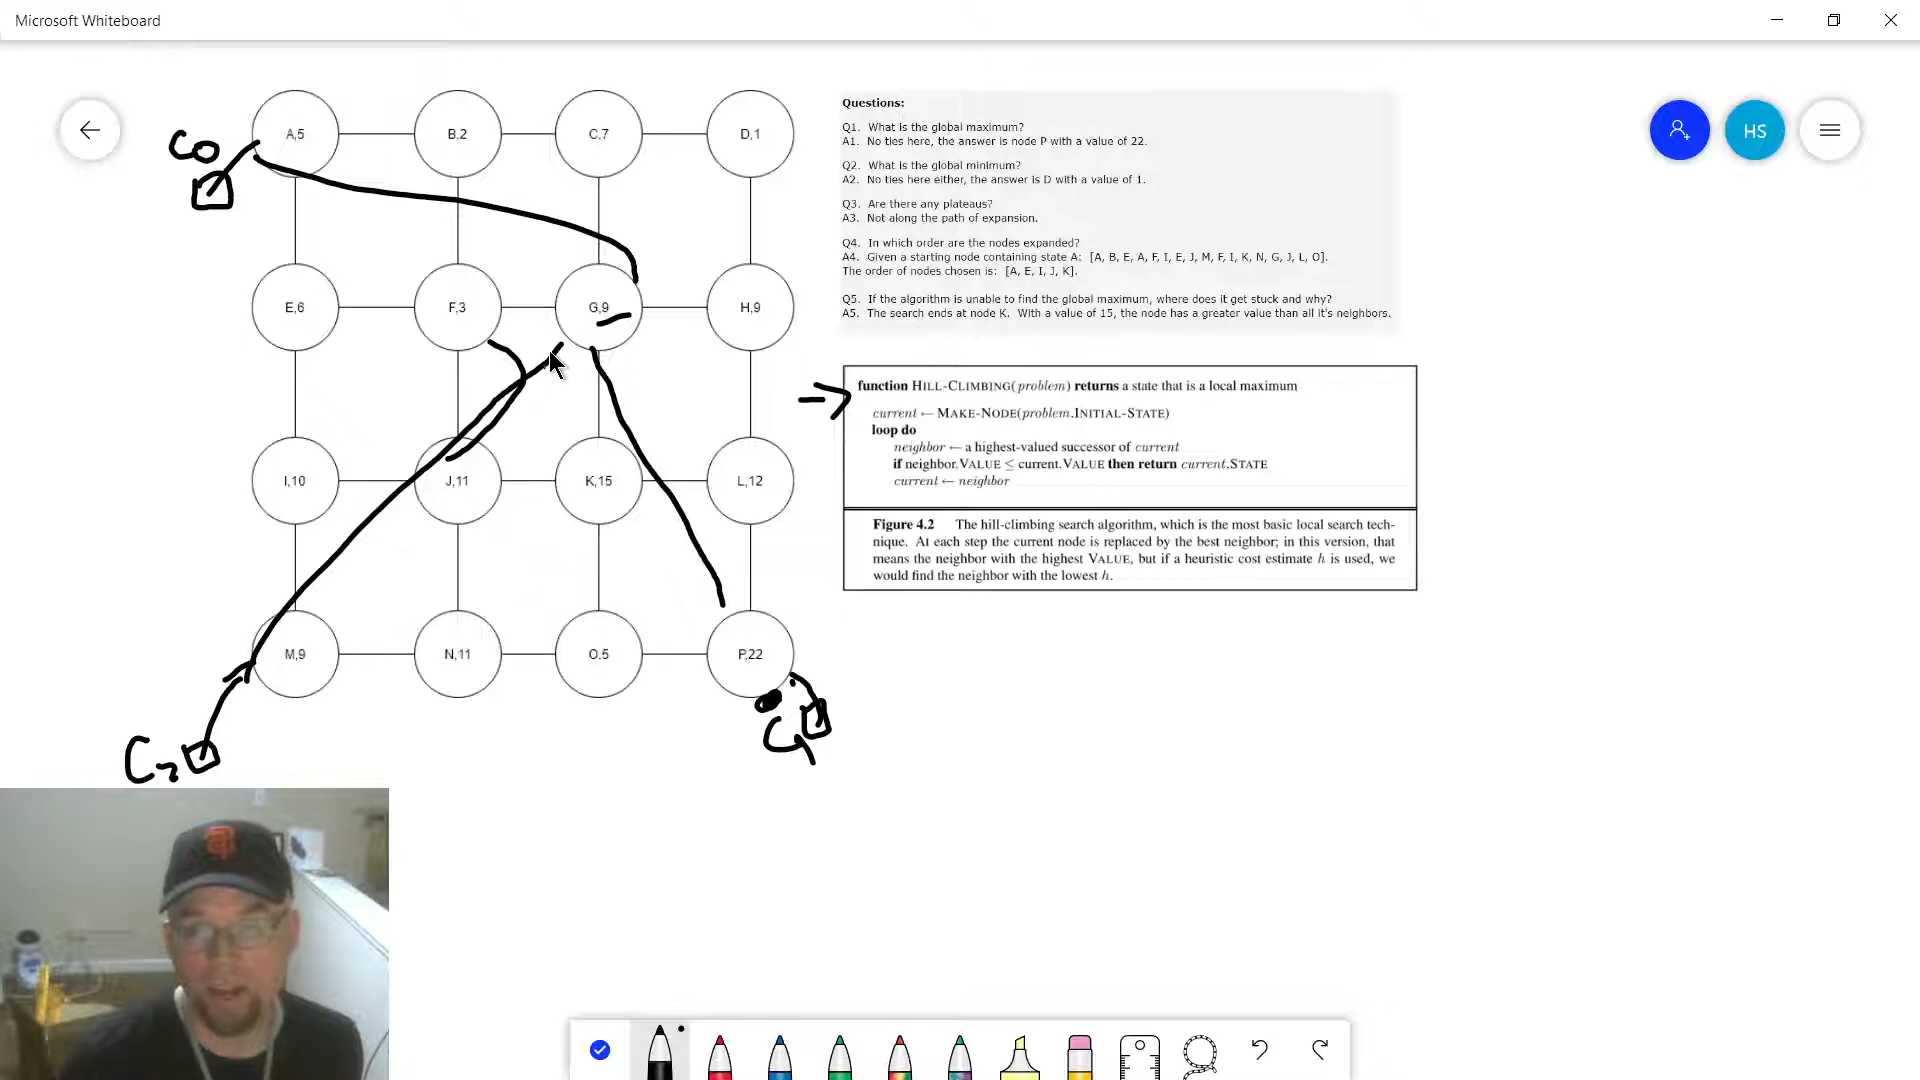 Microsoft Whiteboard
HS
C0
A,5
B,2
C,7
D,1
E,6
F,3
G,9
H,9
I,10
J,11
K,15
L,12
M,9
N,11
O,5
P,22
C2
C1
Questions:
Q1. What is the global maximum?
A1. No ties here, the answer is node P with a value of 22.
Q2. What is the global minimum?
A2. No ties here either, the answer is D with a value of 1.
Q3. Are there any plateaus?
A3. Not along the path of expansion.
Q4. In which order are the nodes expanded?
A4. Given a starting node containing state A: [A, B, E, A, F, I, E, J, M, F, I, K, N, G, J, L, O].
The order of nodes chosen is: [A, E, I, J, K].
Q5. If the algorithm is unable to find the global maximum, where does it get stuck and why?
A5. The search ends at node K. With a value of 15, the node has a greater value than all it's neighbors.
function HILL-CLIMBING(problem) returns a state that is a local maximum
current ← MAKE-NODE(problem.INITIAL-STATE)
loop do
neighbor ← a highest-valued successor of current
if neighbor.VALUE ≤ current.VALUE then return current.STATE
current ← neighbor
Figure 4.2 The hill-climbing search algorithm, which is the most basic local search tech-
nique. At each step the current node is replaced by the best neighbor; in this version, that
means the neighbor with the highest VALUE, but if a heuristic cost estimate h is used, we
would find the neighbor with the lowest h.